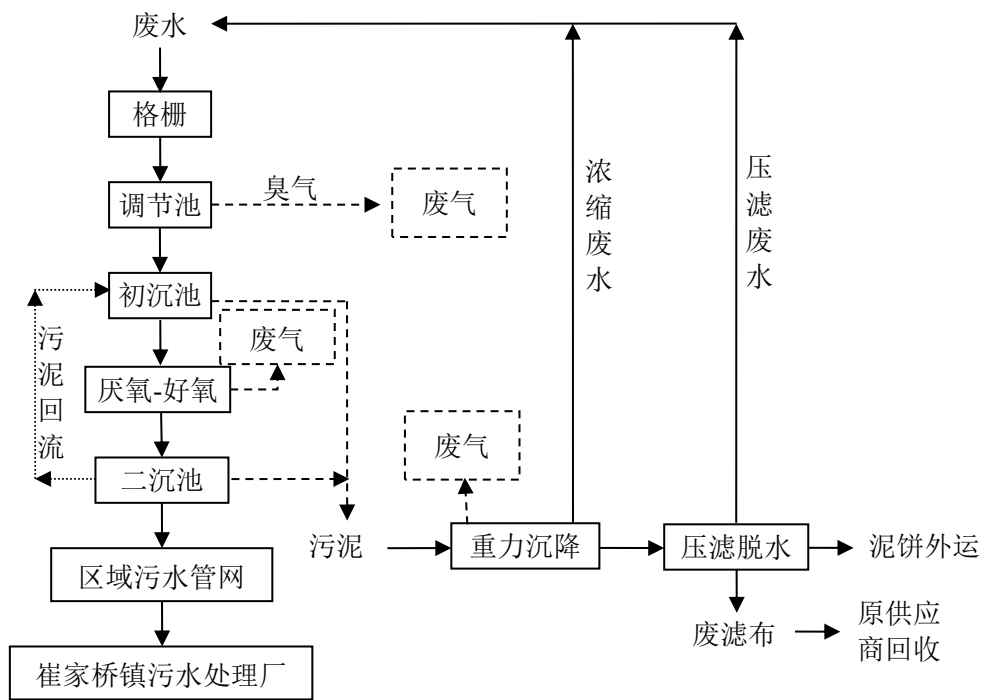 废水
格栅
调节池
臭气
废气
浓缩废水
压滤废水
初沉池
废气
污泥回流
厌氧-好氧
废气
二沉池
污泥
重力沉降
压滤脱水
泥饼外运
区域污水管网
废滤布
原供应
商回收
崔家桥镇污水处理厂